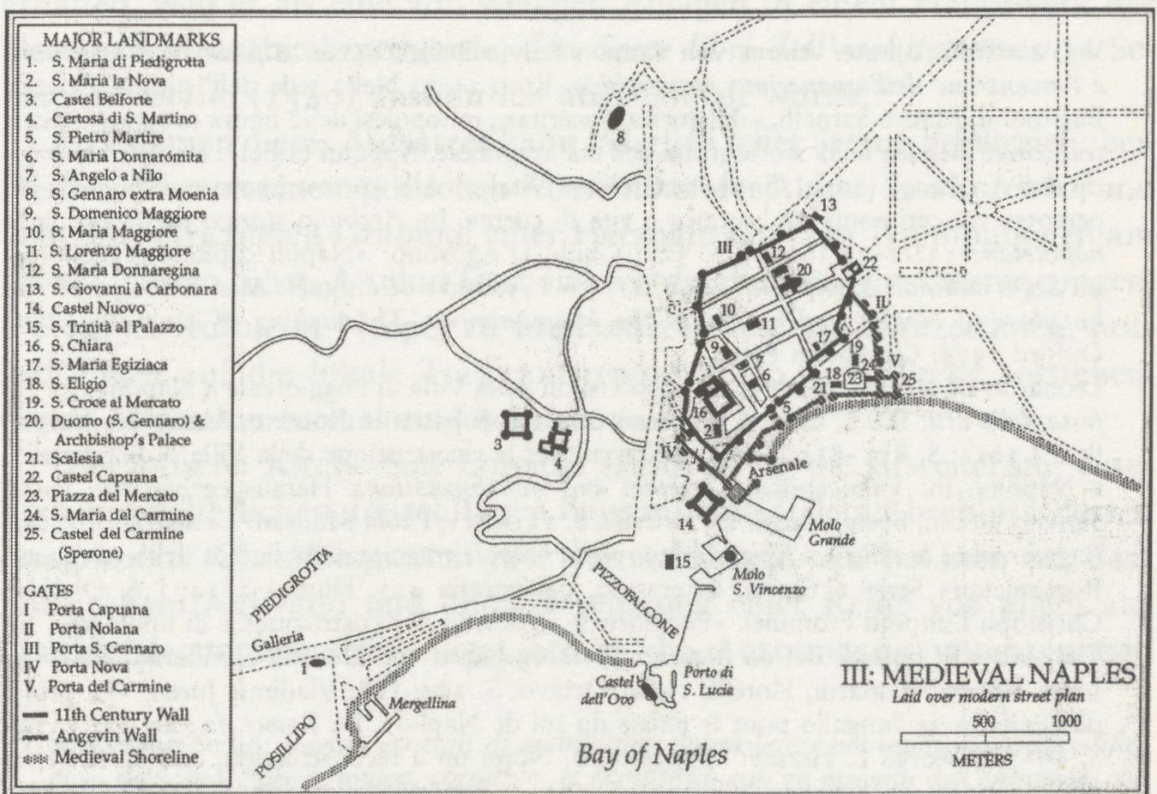 MAJOR LANDMARKS
1. S. Maria di Piedigrotta
2. S. Maria la Nova
3. Castel Belforte
4. Certosa di S. Martino
5. S. Pietro Martire
6. S. Maria Donnarómita
7. S. Angelo a Nilo
8. S. Gennaro extra Moenia
9. S. Domenico Maggiore
10. S. Maria Maggiore
11. S. Lorenzo Maggiore
12. S. Maria Donnaregina
13. S. Giovanni à Carbonara
14. Castel Nuovo
15. S. Trinità al Palazzo
16. S. Chiara
17. S. Maria Egiziaca
18. S. Eligio
19. S. Croce al Mercato
20. Duomo (S. Gennaro) &
Archbishop's Palace
21. Scalesia
22. Castel Capuana
23. Piazza del Mercato
24. S. Maria del Carmine
25. Castel del Carmine
(Sperone)
GATES
I Porta Capuana
II Porta Nolana
III Porta S. Gennaro
IV Porta Nova
V Porta del Carmine
11th Century Wall
Angevin Wall
Medieval Shoreline
8
13
III
12
20
I
22
II
10
11
9
7
6
17
19
24
V
18
23
25
21
5
16
2
IV
3
4
Arsenale
14
Molo
Grande
15
Molo
S. Vincenzo
PIEDIGROTTA
PIZZOFALCONE
Galleria
1
Mergellina
POSILLIPO
Castel
dell'Ovo
Porto di
S. Lucia
Bay of Naples
III: MEDIEVAL NAPLES
Laid over modern street plan
500
1000
METERS